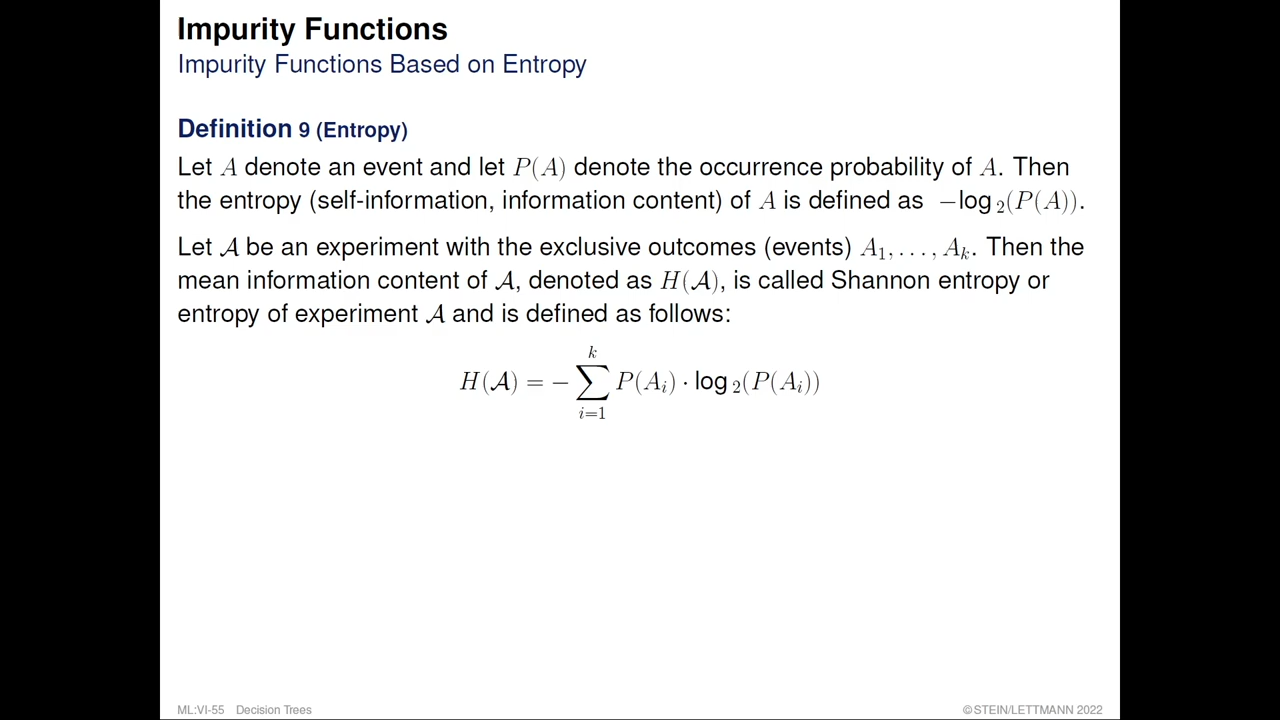 Impurity Functions
Impurity Functions Based on Entropy
Definition 9 (Entropy)
Let A denote an event and let P(A) denote the occurrence probability of A. Then
the entropy (self-information, information content) of A is defined as −log₂(P(A)).
Let 𝒜 be an experiment with the exclusive outcomes (events) A₁, . . . , Aₖ. Then the
mean information content of 𝒜, denoted as H(𝒜), is called Shannon entropy or
entropy of experiment 𝒜 and is defined as follows:
H(𝒜) = − ∑_{i=1}^{k} P(Aᵢ) · log₂(P(Aᵢ))
ML:VI-55 Decision Trees
© STEIN/LETTMANN 2022